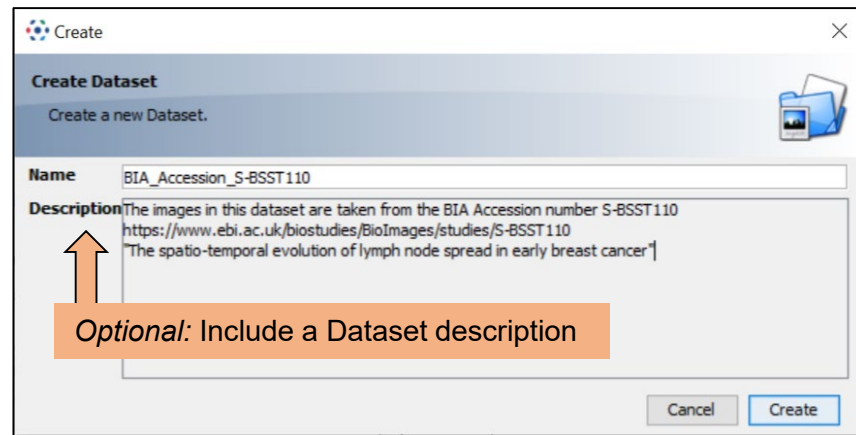 Create
Create Dataset
Create a new Dataset.
Name BIA_Accession_S-BSST110
Description The images in this dataset are taken from the BIA Accession number S-BSST110
https://www.ebi.ac.uk/biostudies/BioImages/studies/S-BSST110
"The spatio-temporal evolution of lymph node spread in early breast cancer"
Optional: Include a Dataset description
Cancel Create